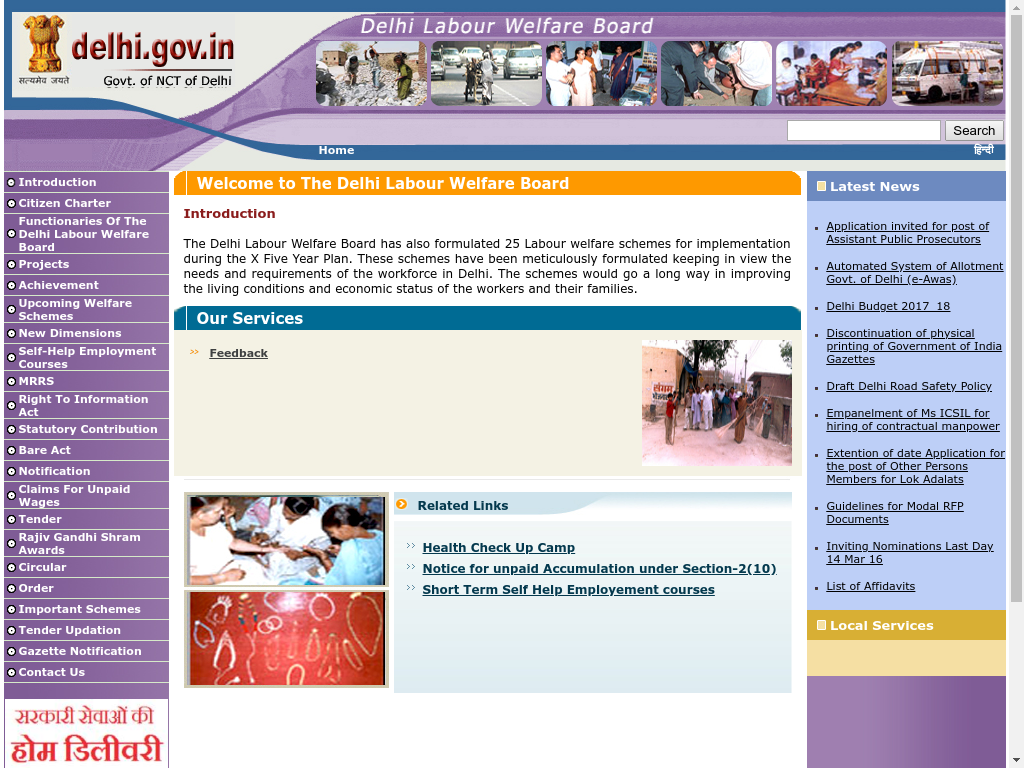 Delhi Labour Welfare Board
delhi.gov.in
सत्यमेव जयते
Govt. of NCT of Delhi
Search
Home
हिन्दी
Introduction
Citizen Charter
Functionaries Of The
Delhi Labour Welfare
Board
Projects
Achievement
Upcoming Welfare
Schemes
New Dimensions
Self-Help Employment
Courses
MRRS
Right To Information
Act
Statutory Contribution
Bare Act
Notification
Claims For Unpaid
Wages
Tender
Rajiv Gandhi Shram
Awards
Circular
Order
Important Schemes
Tender Updation
Gazette Notification
Contact Us
सरकारी सेवाओं की
होम डिलीवरी
Welcome to The Delhi Labour Welfare Board
Introduction
The Delhi Labour Welfare Board has also formulated 25 Labour welfare schemes for implementation
during the X Five Year Plan. These schemes have been meticulously formulated keeping in view the
needs and requirements of the workforce in Delhi. The schemes would go a long way in improving
the living conditions and economic status of the workers and their families.
Our Services
Feedback
संगम
Related Links
Health Check Up Camp
Notice for unpaid Accumulation under Section-2(10)
Short Term Self Help Employement courses
Latest News
Application invited for post of
Assistant Public Prosecutors
Automated System of Allotment
Govt. of Delhi (e-Awas)
Delhi Budget 2017_18
Discontinuation of physical
printing of Government of India
Gazettes
Draft Delhi Road Safety Policy
Empanelment of Ms ICSIL for
hiring of contractual manpower
Extention of date Application for
the post of Other Persons
Members for Lok Adalats
Guidelines for Modal RFP
Documents
Inviting Nominations Last Day
14 Mar 16
List of Affidavits
Local Services